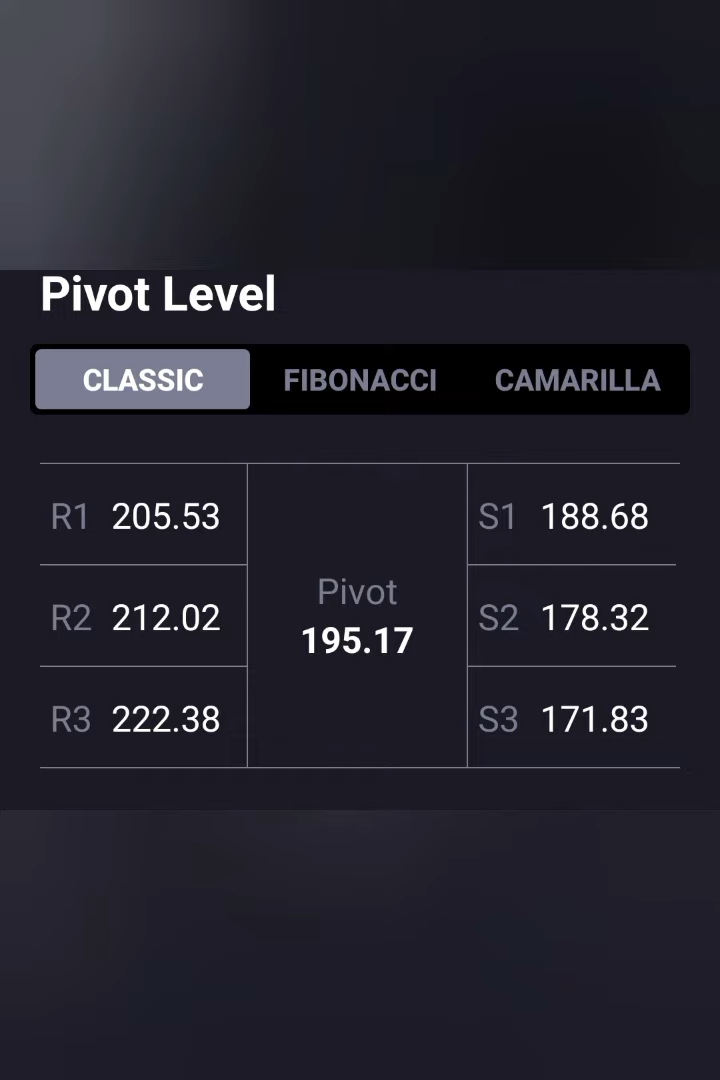 Pivot Level
CLASSIC FIBONACCI CAMARILLA
R1 205.53
R2 212.02
R3 222.38
Pivot
195.17
S1 188.68
S2 178.32
S3 171.83